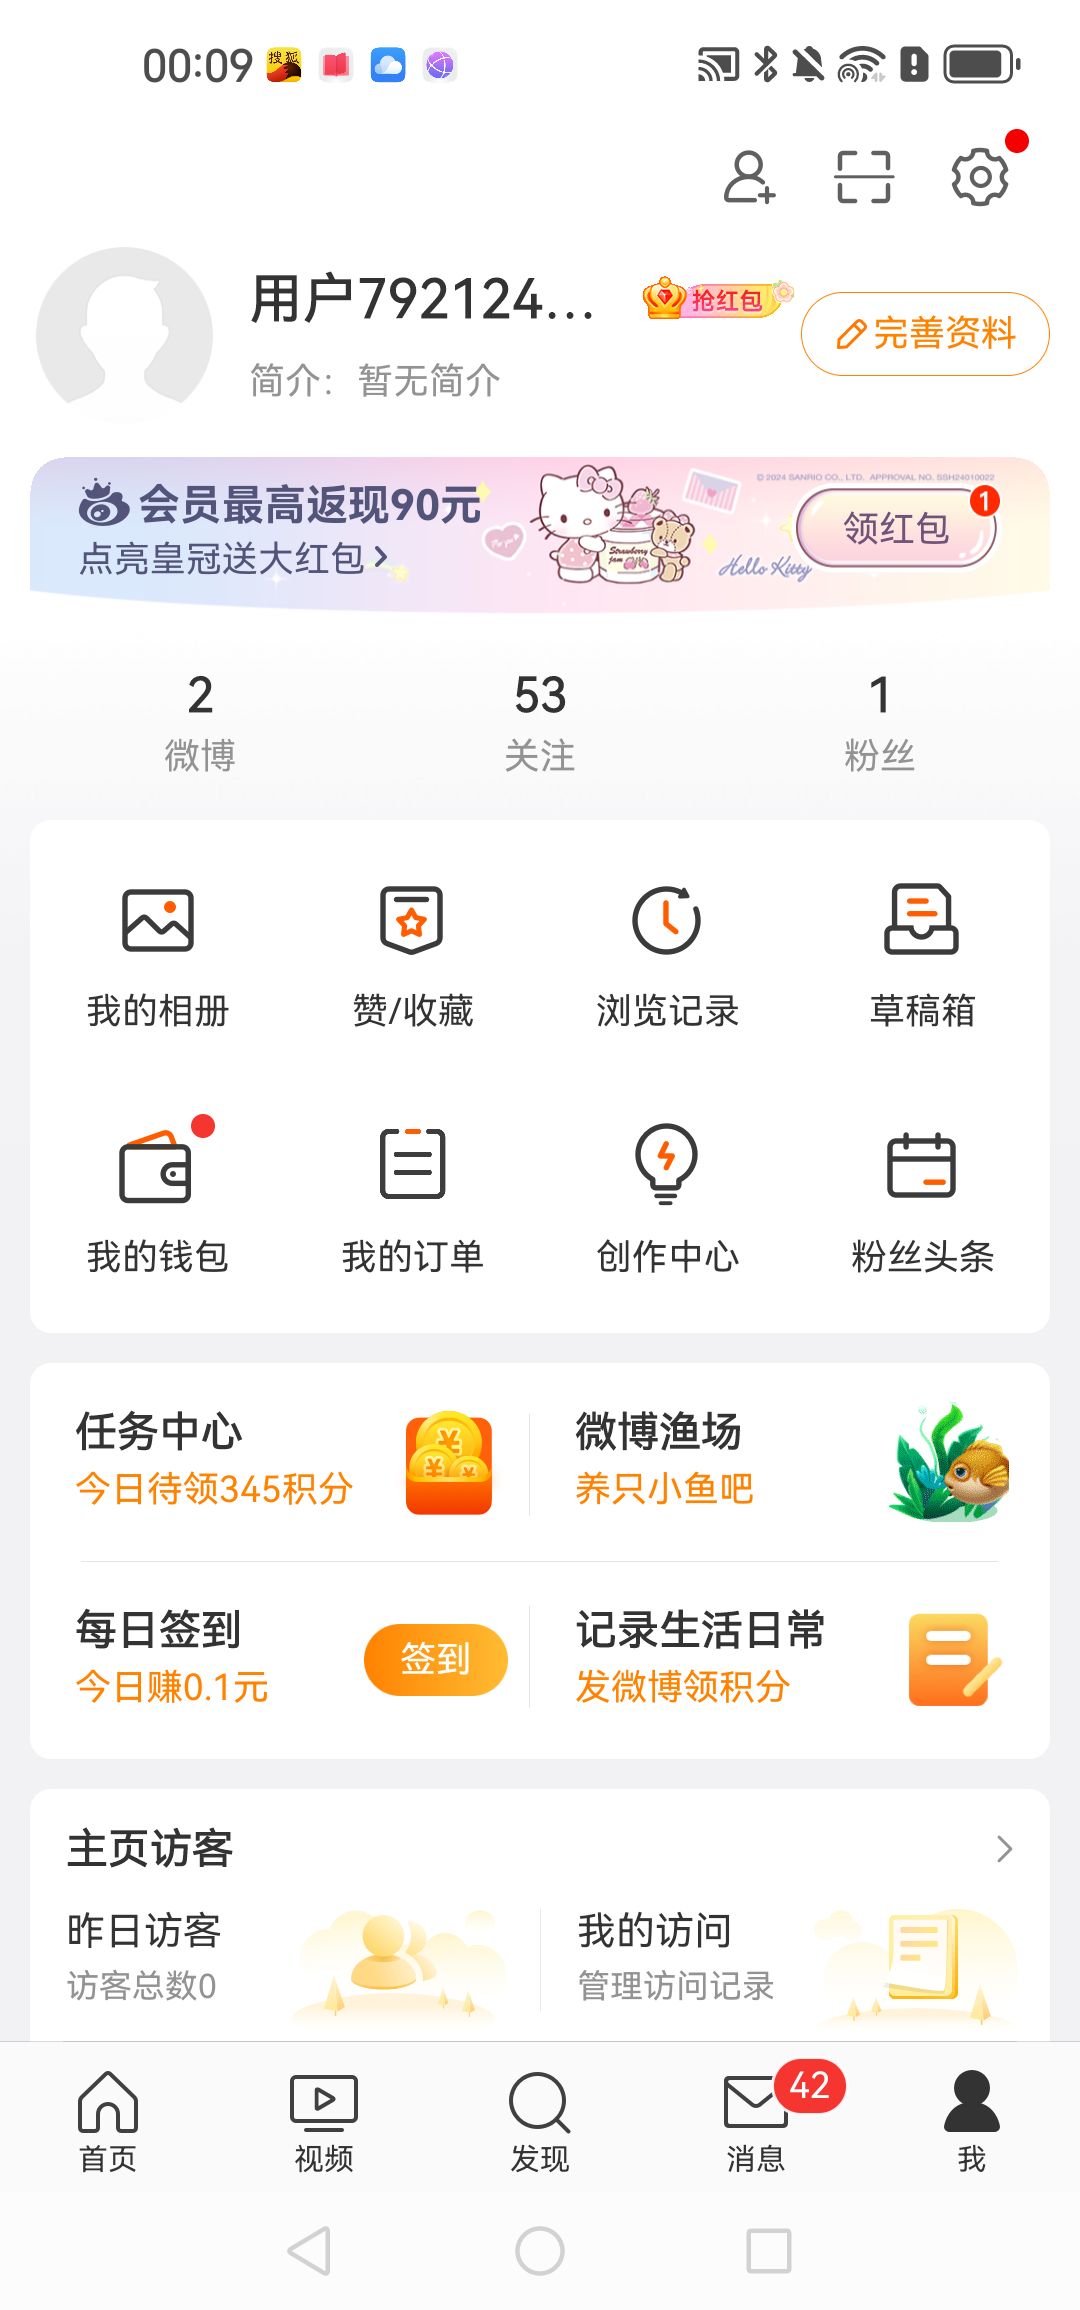 00:09
搜狐
用户792124...
抢红包
完善资料
简介：暂无简介
© 2024 SANRIO CO., LTD. APPROVAL NO. SSH24010022
会员最高返现90元
点亮皇冠送大红包
Strawberry jam
Hello Kitty
领红包
1
2
53
1
微博
关注
粉丝
我的相册
赞/收藏
浏览记录
草稿箱
我的钱包
我的订单
创作中心
粉丝头条
任务中心
今日待领345积分
微博渔场
养只小鱼吧
每日签到
今日赚0.1元
签到
记录生活日常
发微博领积分
主页访客
昨日访客
访客总数0
我的访问
管理访问记录
42
首页
视频
发现
消息
我